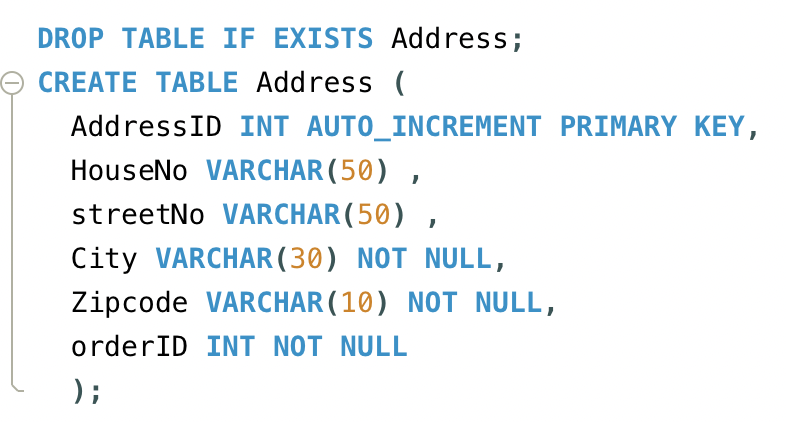 DROP TABLE IF EXISTS Address;
CREATE TABLE Address (
AddressID INT AUTO_INCREMENT PRIMARY KEY,
HouseNo VARCHAR(50) ,
streetNo VARCHAR(50) ,
City VARCHAR(30) NOT NULL,
Zipcode VARCHAR(10) NOT NULL,
orderID INT NOT NULL
);